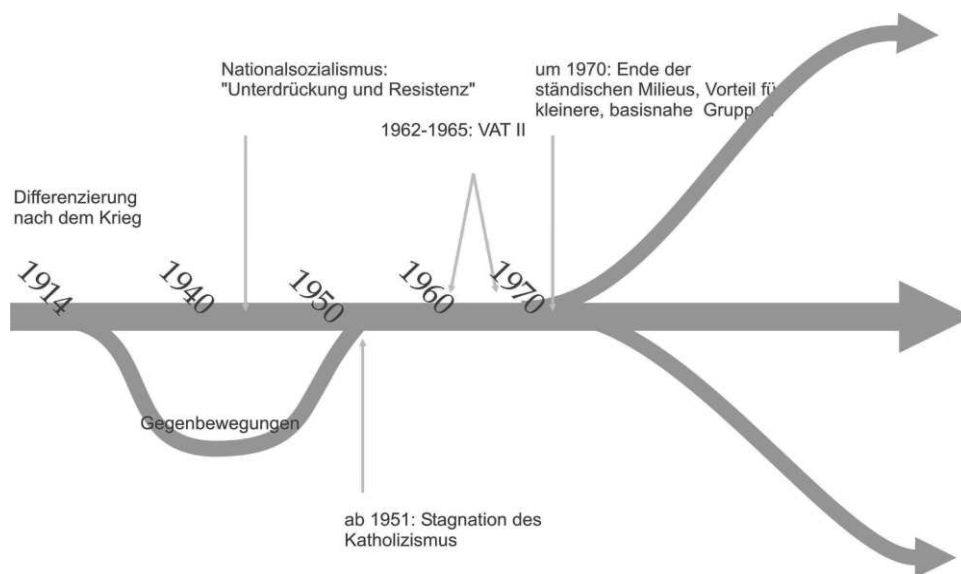 Nationalsozialismus:
"Unterdrückung und Resistenz"
um 1970: Ende der
ständischen Milieus, Vorteil fü
kleinere, basisnahe Gruppen
1962-1965: VAT II
Differenzierung
nach dem Krieg
1914
1940
1950
1960
1970
Gegenbewegungen
ab 1951: Stagnation des
Katholizismus